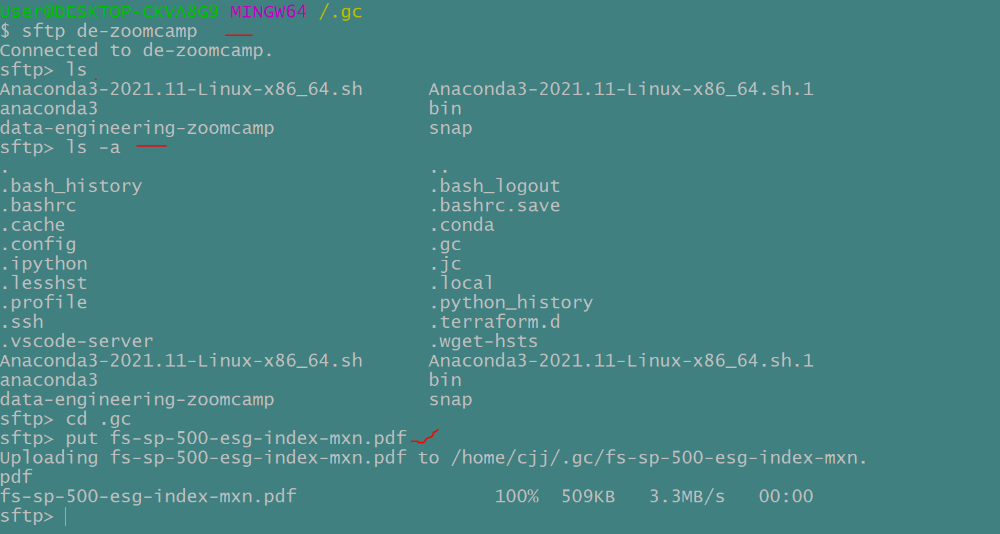 User@DESKTOP-CKVA8G9 MINGW64 /.gc
$ sftp de-zoomcamp
Connected to de-zoomcamp.
sftp> ls
Anaconda3-2021.11-Linux-x86_64.sh Anaconda3-2021.11-Linux-x86_64.sh.1
anaconda3 bin
data-engineering-zoomcamp snap
sftp> ls -a
. ..
.bash_history .bash_logout
.bashrc .bashrc.save
.cache .conda
.config .gc
.ipython .jc
.lesshst .local
.profile .python_history
.ssh .terraform.d
.vscode-server .wget-hsts
Anaconda3-2021.11-Linux-x86_64.sh Anaconda3-2021.11-Linux-x86_64.sh.1
anaconda3 bin
data-engineering-zoomcamp snap
sftp> cd .gc
sftp> put fs-sp-500-esg-index-mxn.pdf
Uploading fs-sp-500-esg-index-mxn.pdf to /home/cjj/.gc/fs-sp-500-esg-index-mxn.
pdf
fs-sp-500-esg-index-mxn.pdf 100% 509KB 3.3MB/s 00:00
sftp>